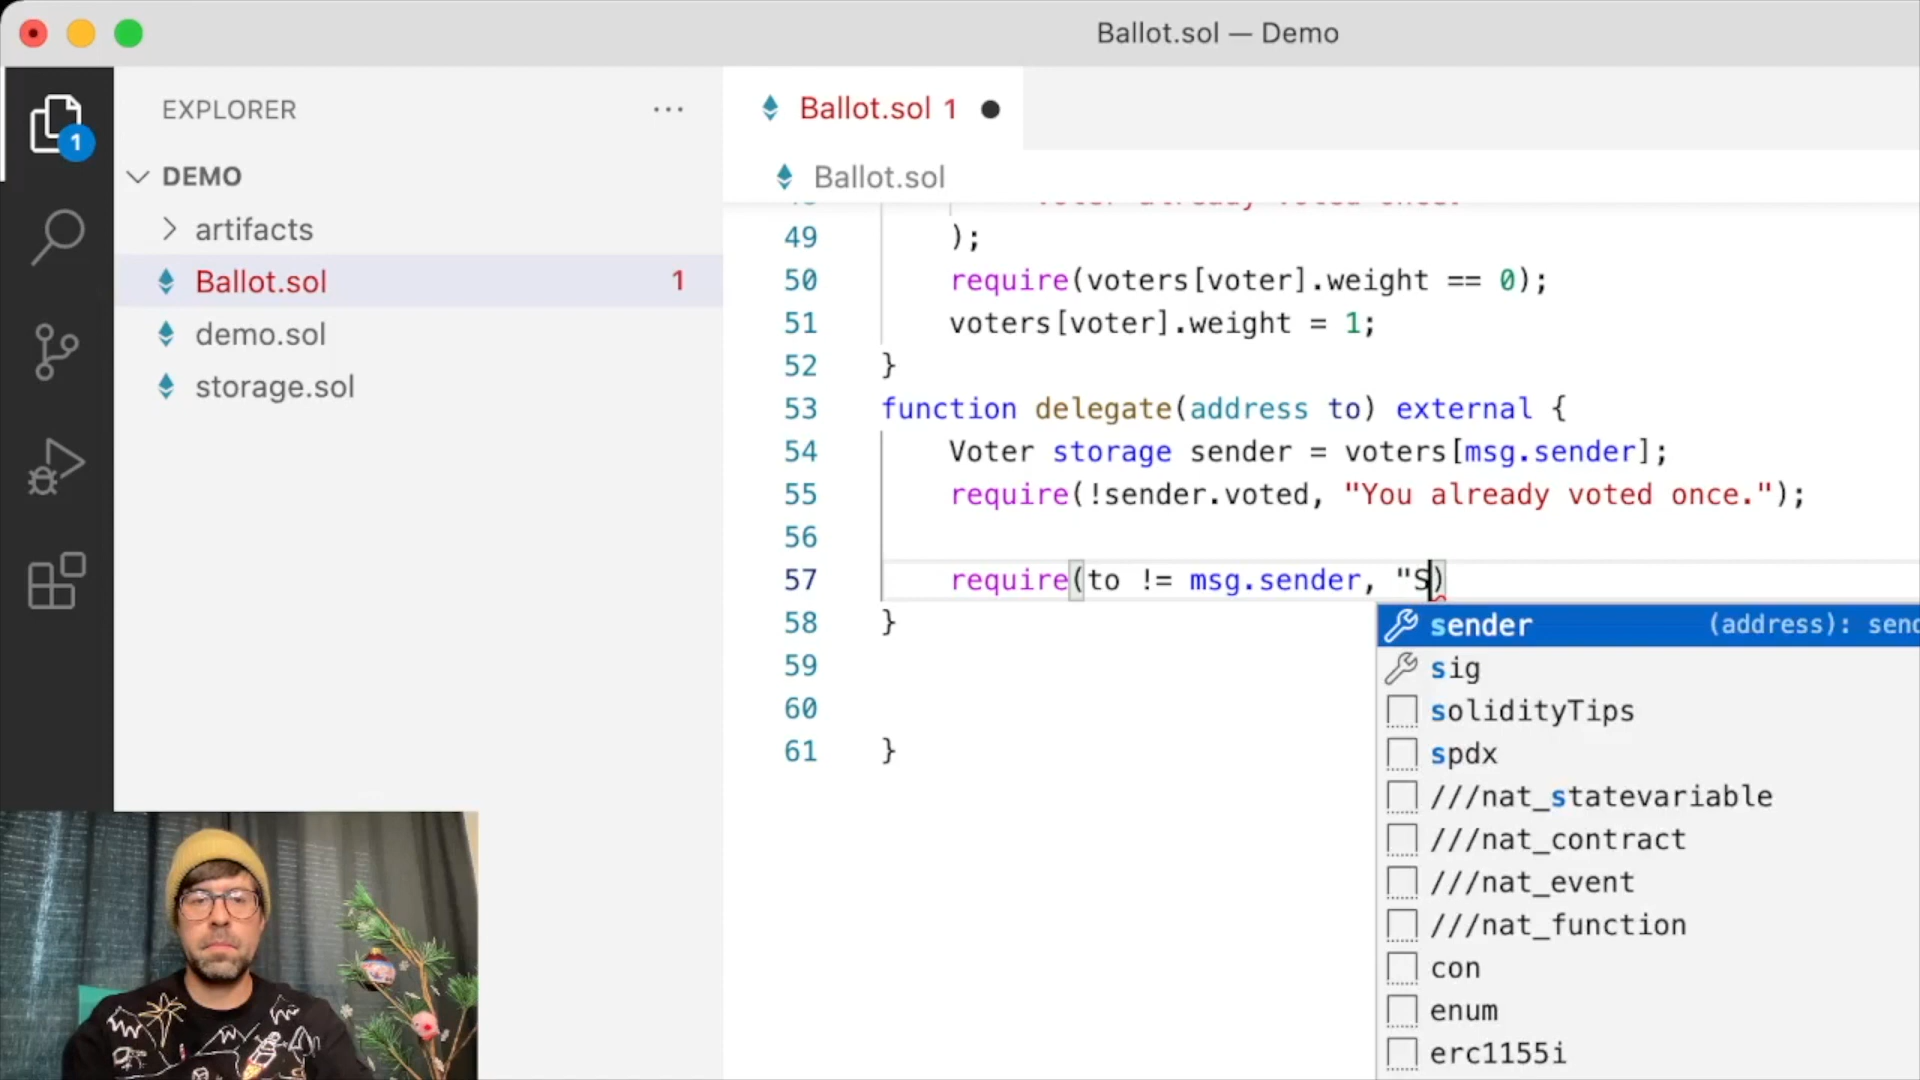 Ballot.sol — Demo
EXPLORER
Ballot.sol 1
DEMO
Ballot.sol
artifacts
Ballot.sol 1
demo.sol
storage.sol
49 );
50 require(voters[voter].weight == 0);
51 voters[voter].weight = 1;
52 }
53 function delegate(address to) external {
54 Voter storage sender = voters[msg.sender];
55 require(!sender.voted, "You already voted once.");
56
57 require(to != msg.sender, "S)
58 }
59
60
61 }
sender (address): send
sig
solidityTips
spdx
///nat_statevariable
///nat_contract
///nat_event
///nat_function
con
enum
erc1155i
1